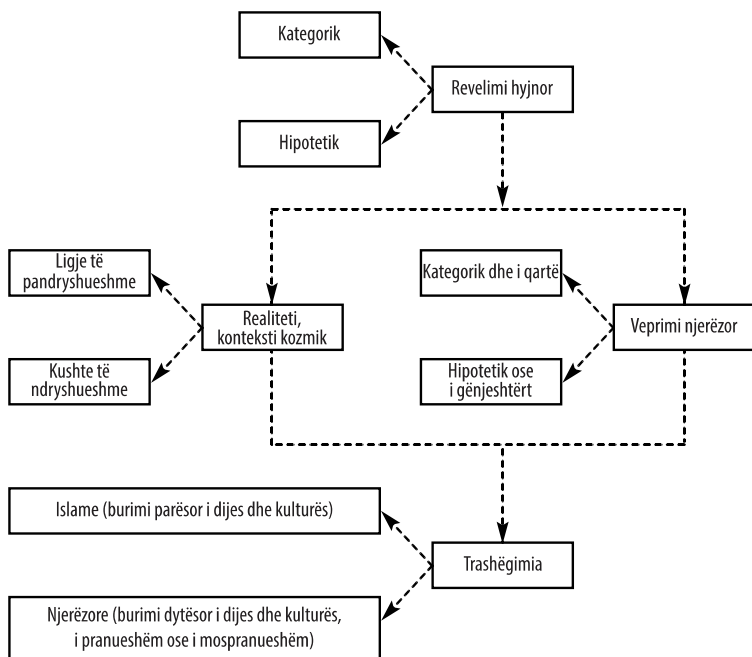 Kategorik
Revelimi hyjnor
Hipotetik
Ligje të
pandryshueshme
Realiteti,
konteksti kozmik
Kushte të
ndryshueshme
Kategorik dhe i qartë
Veprimi njerëzor
Hipotetik ose
i gënjeshtërt
Islame (burimi parësor i dijes dhe kulturës)
Trashëgimia
Njerëzore (burimi dytësor i dijes dhe kulturës,
i pranueshëm ose i mospranueshëm)